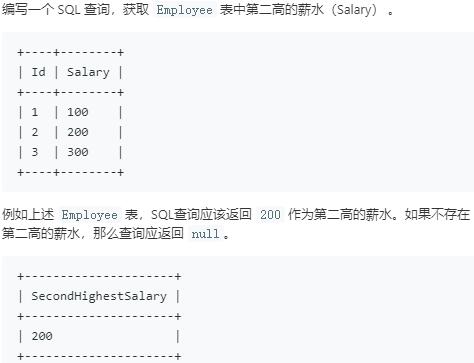 编写一个 SQL 查询，获取 Employee 表中第二高的薪水（Salary） 。
+----+--------+
| Id | Salary |
+----+--------+
| 1  | 100    |
| 2  | 200    |
| 3  | 300    |
+----+--------+
例如上述 Employee 表，SQL查询应该返回 200 作为第二高的薪水。如果不存在
第二高的薪水，那么查询应返回 null。
+---------------------+
| SecondHighestSalary |
+---------------------+
| 200                 |
+---------------------+